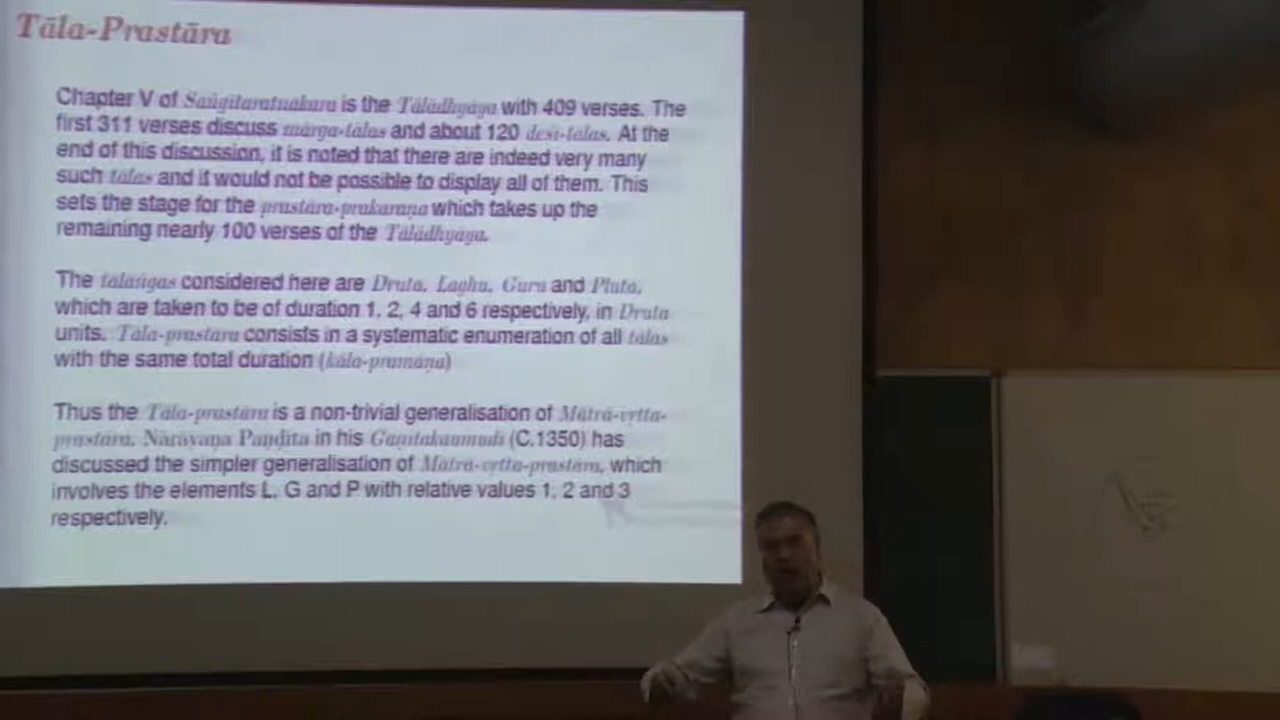 Tāla-Prastāra
Chapter V of Saṅgītaratnākara is the Tālādhyāya with 409 verses. The
first 311 verses discuss mārga-tālas and about 120 deśī-tālas. At the
end of this discussion, it is noted that there are indeed very many
such tālas and it would not be possible to display all of them. This
sets the stage for the prastāra-prakaraṇa which takes up the
remaining nearly 100 verses of the Tālādhyāya.
The tālāṅgas considered here are Druta, Laghu, Guru and Pluta,
which are taken to be of duration 1, 2, 4 and 6 respectively, in Druta
units. Tāla-prastāra consists in a systematic enumeration of all tālas
with the same total duration (kāla-pramāṇa)
Thus the Tāla-prastāra is a non-trivial generalisation of Mātrā-vṛtta-
prastāra. Nārāyaṇa Paṇḍita in his Gaṇitakaumudī (C.1350) has
discussed the simpler generalisation of Mātrā-vṛtta-prastāra, which
involves the elements L, G and P with relative values 1, 2 and 3
respectively.